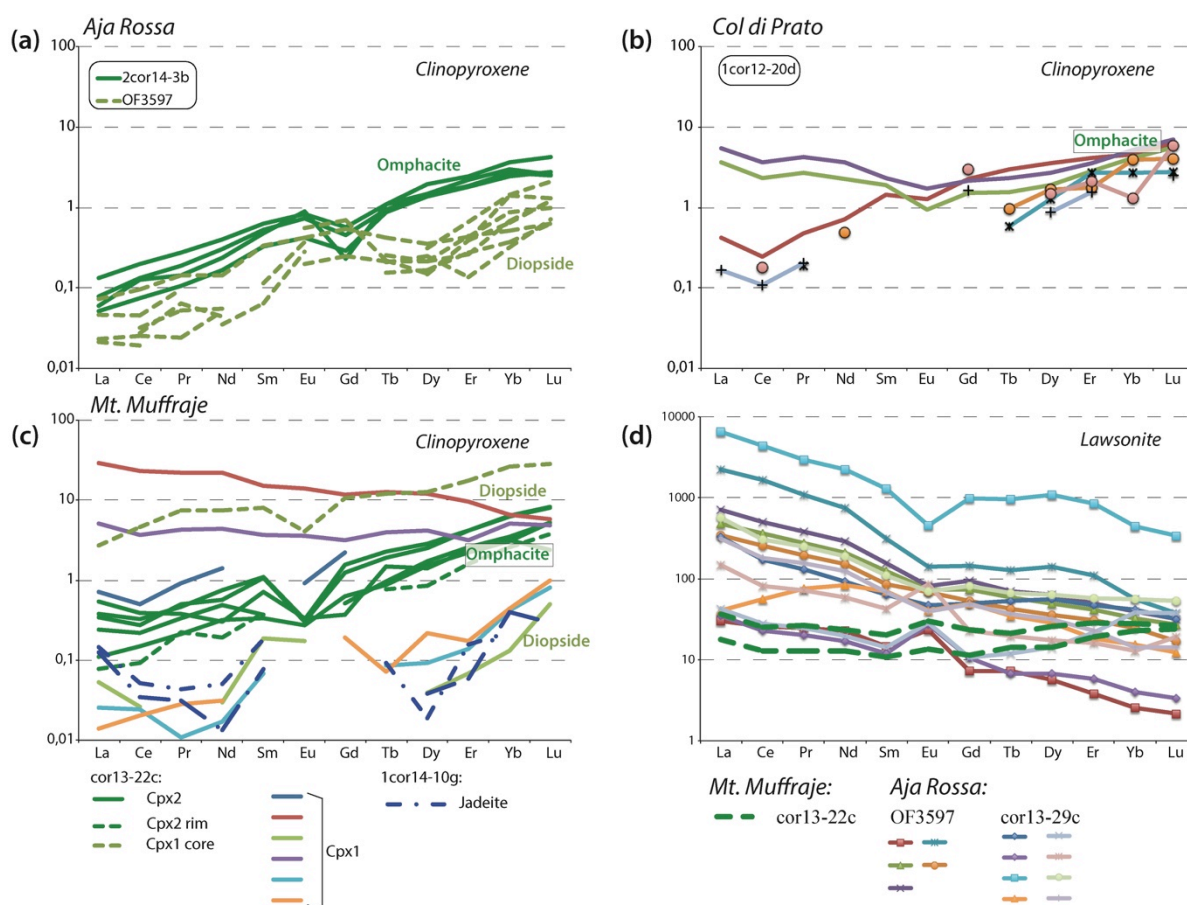 Aja Rossa
(a)
100
Clinopyroxene
2cor14-3b
OF3597
10
Omphacite
1
Diopside
0,1
0,01
La Ce Pr Nd Sm Eu Gd Tb Dy Er Yb Lu
Col di Prato
(b)
100
1cor12-20d
Clinopyroxene
10
Omphacite
1
0,1
0,01
La Ce Pr Nd Sm Eu Gd Tb Dy Er Yb Lu
Mt. Muffraje
(c)
100
Clinopyroxene
Diopside
10
Omphacite
1
Diopside
0,1
0,01
La Ce Pr Nd Sm Eu Gd Tb Dy Er Yb Lu
cor13-22c:
Cpx2
Cpx2 rim
Cpx1 core
Cpx1
1cor14-10g:
Jadeite
10000
(d)
Lawsonite
1000
100
10
1
La Ce Pr Nd Sm Eu Gd Tb Dy Er Yb Lu
Mt. Muffraje:
cor13-22c
Aja Rossa:
OF3597
cor13-29c